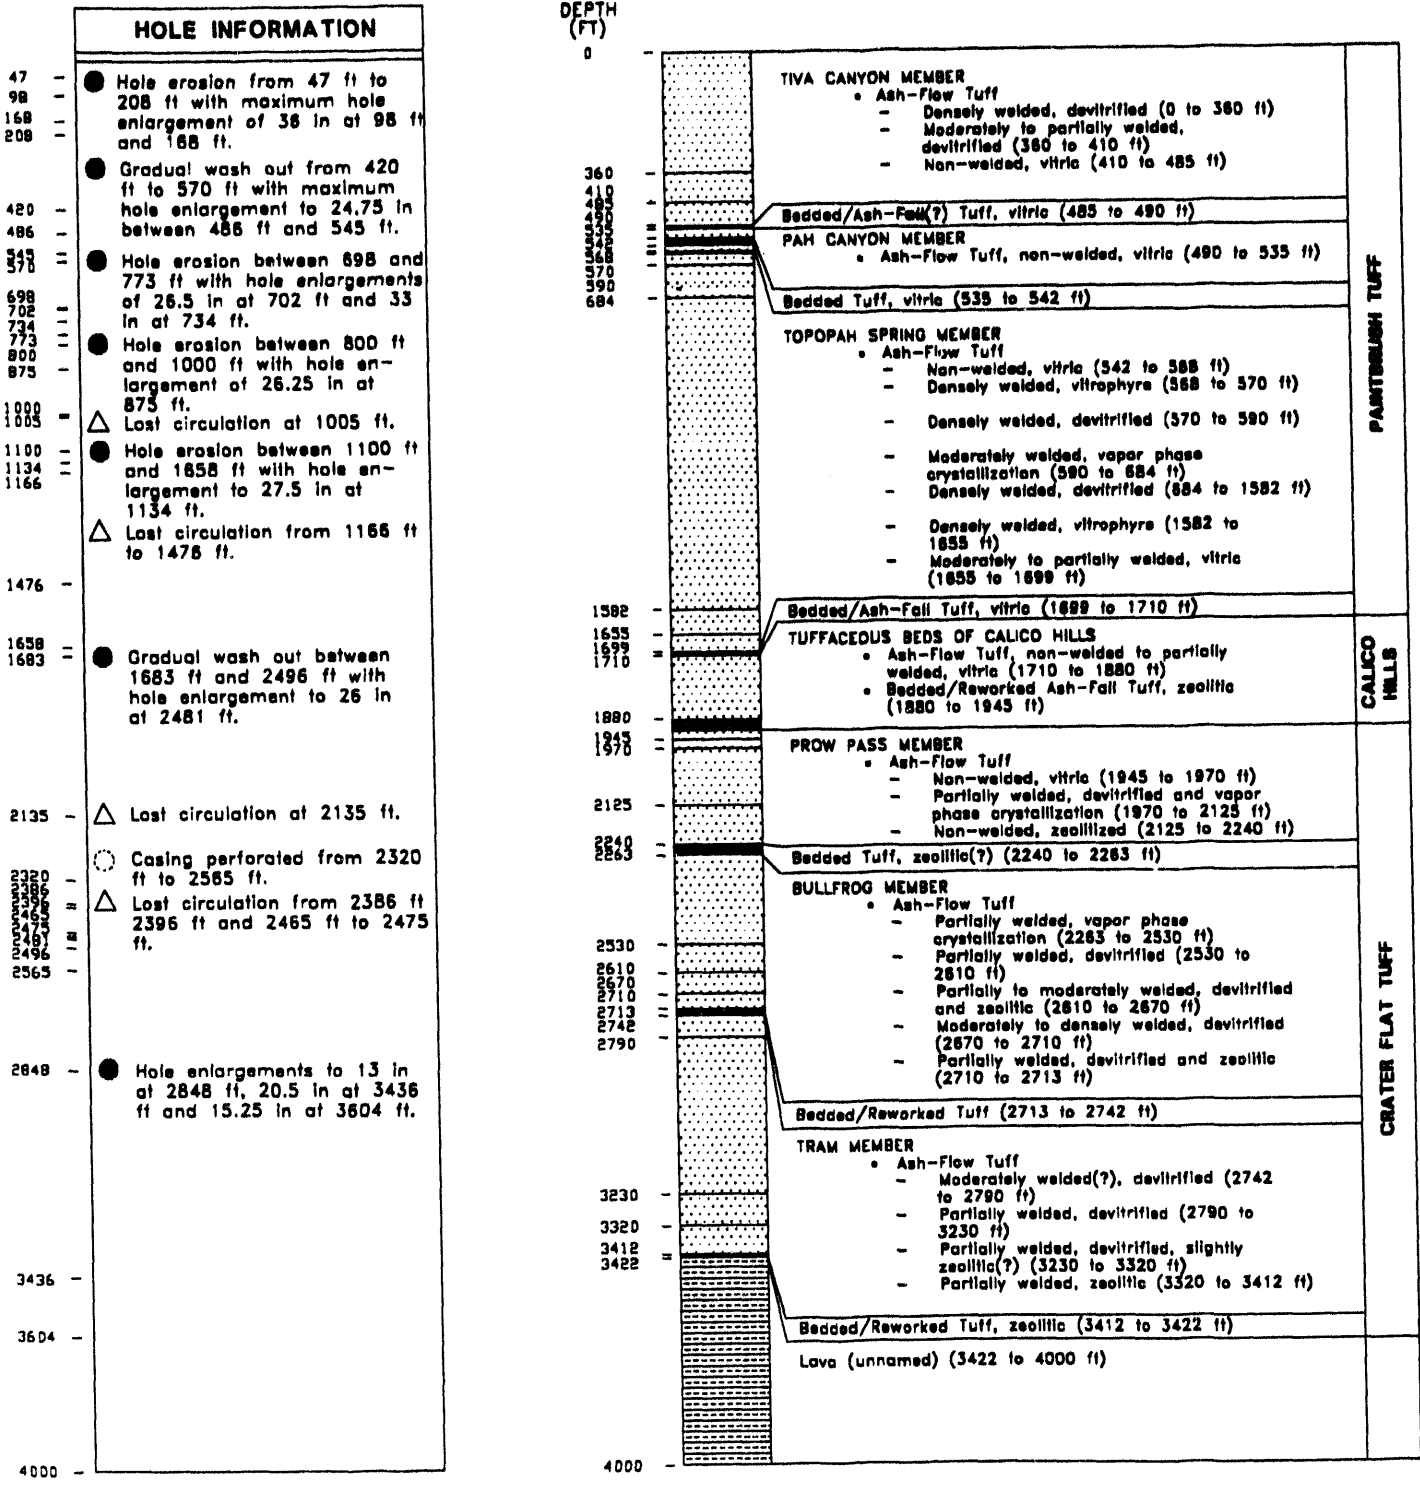 HOLE INFORMATION
47
98
168
208
420
486
545
570
698
702
734
773
800
875
1000
1005
1100
1134
1166
1476
1658
1683
2135
2320
2386
2396
2465
2475
2481
2496
2565
2848
3436
3604
4000
Hole erosion from 47 ft to
208 ft with maximum hole
enlargement of 36 in at 98 ft
and 168 ft.
Gradual wash out from 420
ft to 570 ft with maximum
hole enlargement to 24.75 in
between 486 ft and 545 ft.
Hole erosion between 698 and
773 ft with hole enlargements
of 26.5 in at 702 ft and 33
in at 734 ft.
Hole erosion between 800 ft
and 1000 ft with hole en-
largement of 26.25 in at
875 ft.
Lost circulation at 1005 ft.
Hole erosion between 1100 ft
and 1658 ft with hole en-
largement to 27.5 in at
1134 ft.
Lost circulation from 1166 ft
to 1476 ft.
Gradual wash out between
1683 ft and 2496 ft with
hole enlargement to 26 in
at 2481 ft.
Lost circulation at 2135 ft.
Casing perforated from 2320
ft to 2565 ft.
Lost circulation from 2386 ft
2396 ft and 2465 ft to 2475
ft.
Hole enlargements to 13 in
at 2848 ft, 20.5 in at 3436
ft and 15.25 in at 3604 ft.
DEPTH
(FT)
0
360
410
485
490
535
542
568
570
590
684
1582
1655
1699
1710
1880
1945
1970
2125
2240
2263
2530
2610
2670
2710
2713
2742
2790
3230
3320
3412
3422
4000
TIVA CANYON MEMBER
• Ash-Flow Tuff
- Densely welded, devitrified (0 to 360 ft)
- Moderately to partially welded,
devitrified (360 to 410 ft)
- Non-welded, vitric (410 to 485 ft)
Bedded/Ash-Fall(?) Tuff, vitric (485 to 490 ft)
PAH CANYON MEMBER
• Ash-Flow Tuff, non-welded, vitric (490 to 535 ft)
Bedded Tuff, vitric (535 to 542 ft)
TOPOPAH SPRING MEMBER
• Ash-Flow Tuff
- Non-welded, vitric (542 to 568 ft)
- Densely welded, vitrophyre (568 to 570 ft)
- Densely welded, devitrified (570 to 590 ft)
- Moderately welded, vapor phase
crystallization (590 to 684 ft)
- Densely welded, devitrified (684 to 1582 ft)
- Densely welded, vitrophyre (1582 to
1655 ft)
- Moderately to partially welded, vitric
(1655 to 1699 ft)
Bedded/Ash-Fall Tuff, vitric (1699 to 1710 ft)
TUFFACEOUS BEDS OF CALICO HILLS
• Ash-Flow Tuff, non-welded to partially
welded, vitric (1710 to 1880 ft)
• Bedded/Reworked Ash-Fall Tuff, zeolitic
(1880 to 1945 ft)
PROW PASS MEMBER
• Ash-Flow Tuff
- Non-welded, vitric (1945 to 1970 ft)
- Partially welded, devitrified and vapor
phase crystallization (1970 to 2125 ft)
- Non-welded, zeolitized (2125 to 2240 ft)
Bedded Tuff, zeolitic(?) (2240 to 2263 ft)
BULLFROG MEMBER
• Ash-Flow Tuff
- Partially welded, vapor phase
crystallization (2263 to 2530 ft)
- Partially welded, devitrified (2530 to
2610 ft)
- Partially to moderately welded, devitrified
and zeolitic (2610 to 2670 ft)
- Moderately to densely welded, devitrified
(2670 to 2710 ft)
- Partially welded, devitrified and zeolitic
(2710 to 2713 ft)
Bedded/Reworked Tuff (2713 to 2742 ft)
TRAM MEMBER
• Ash-Flow Tuff
- Moderately welded(?), devitrified (2742
to 2790 ft)
- Partially welded, devitrified (2790 to
3230 ft)
- Partially welded, devitrified, slightly
zeolitic(?) (3230 to 3320 ft)
- Partially welded, zeolitic (3320 to 3412 ft)
Bedded/Reworked Tuff, zeolitic (3412 to 3422 ft)
Lava (unnamed) (3422 to 4000 ft)
PAINTBRUSH TUFF
CALICO
HILLS
CRATER FLAT TUFF